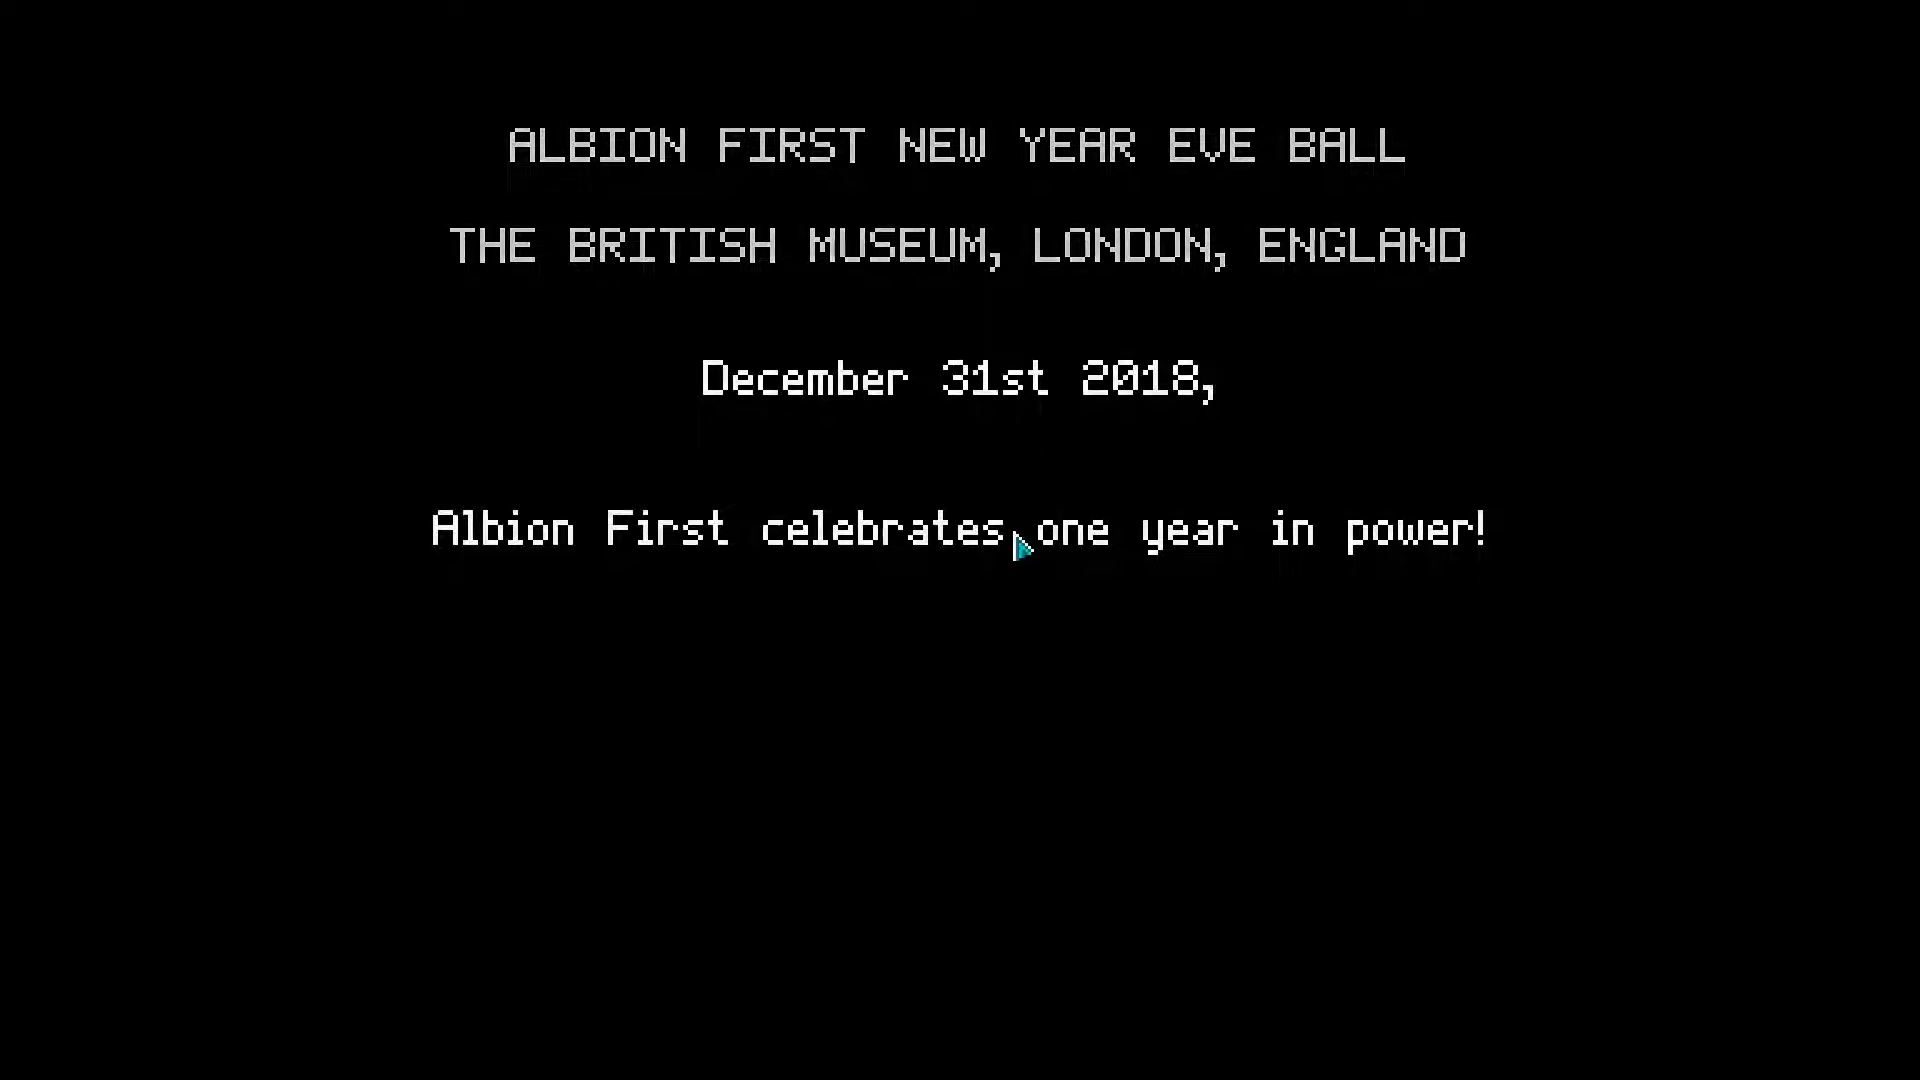 ALBION FIRST NEW YEAR EVE BALL
THE BRITISH MUSEUM, LONDON, ENGLAND
December 31st 2018,
Albion First celebrates one year in power!